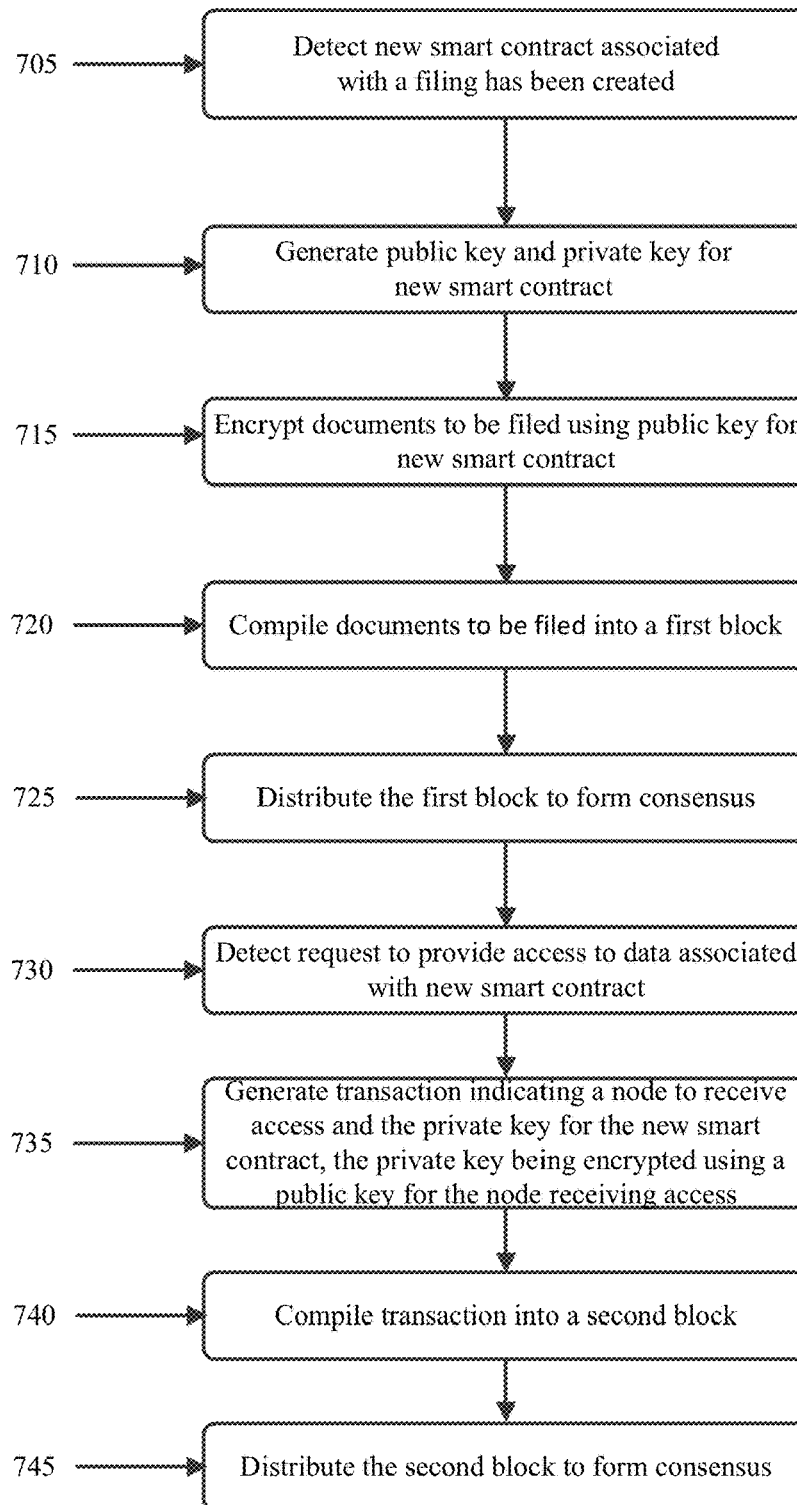 705
Detect new smart contract associated
with a filing has been created
710
Generate public key and private key for
new smart contract
715
Encrypt documents to be filed using public key for
new smart contract
720
Compile documents to be filed into a first block
725
Distribute the first block to form consensus
730
Detect request to provide access to data associated
with new smart contract
735
Generate transaction indicating a node to receive
access and the private key for the new smart
contract, the private key being encrypted using a
public key for the node receiving access
740
Compile transaction into a second block
745
Distribute the second block to form consensus